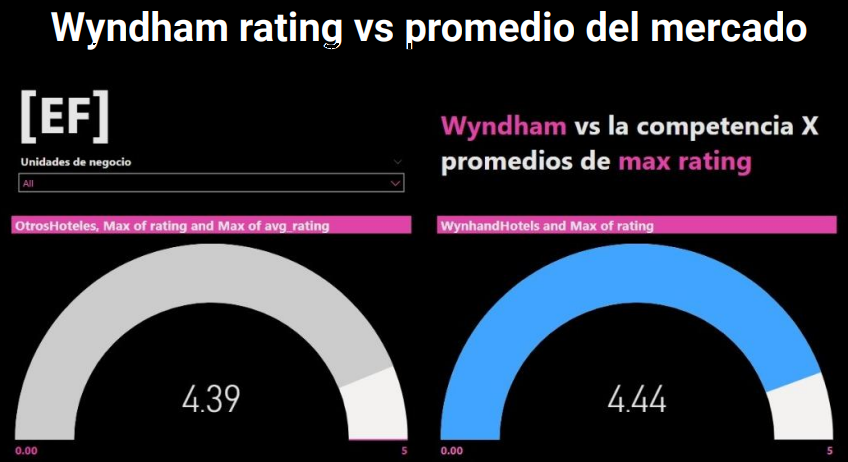 Wyndham rating vs promedio del mercado
[EF]
Unidades de negocio
All
Wyndham vs la competencia X
promedios de max rating
OtrosHoteles, Max of rating and Max of avg_rating
4.39
0.00
5
WynhandHotels and Max of rating
4.44
0.00
5